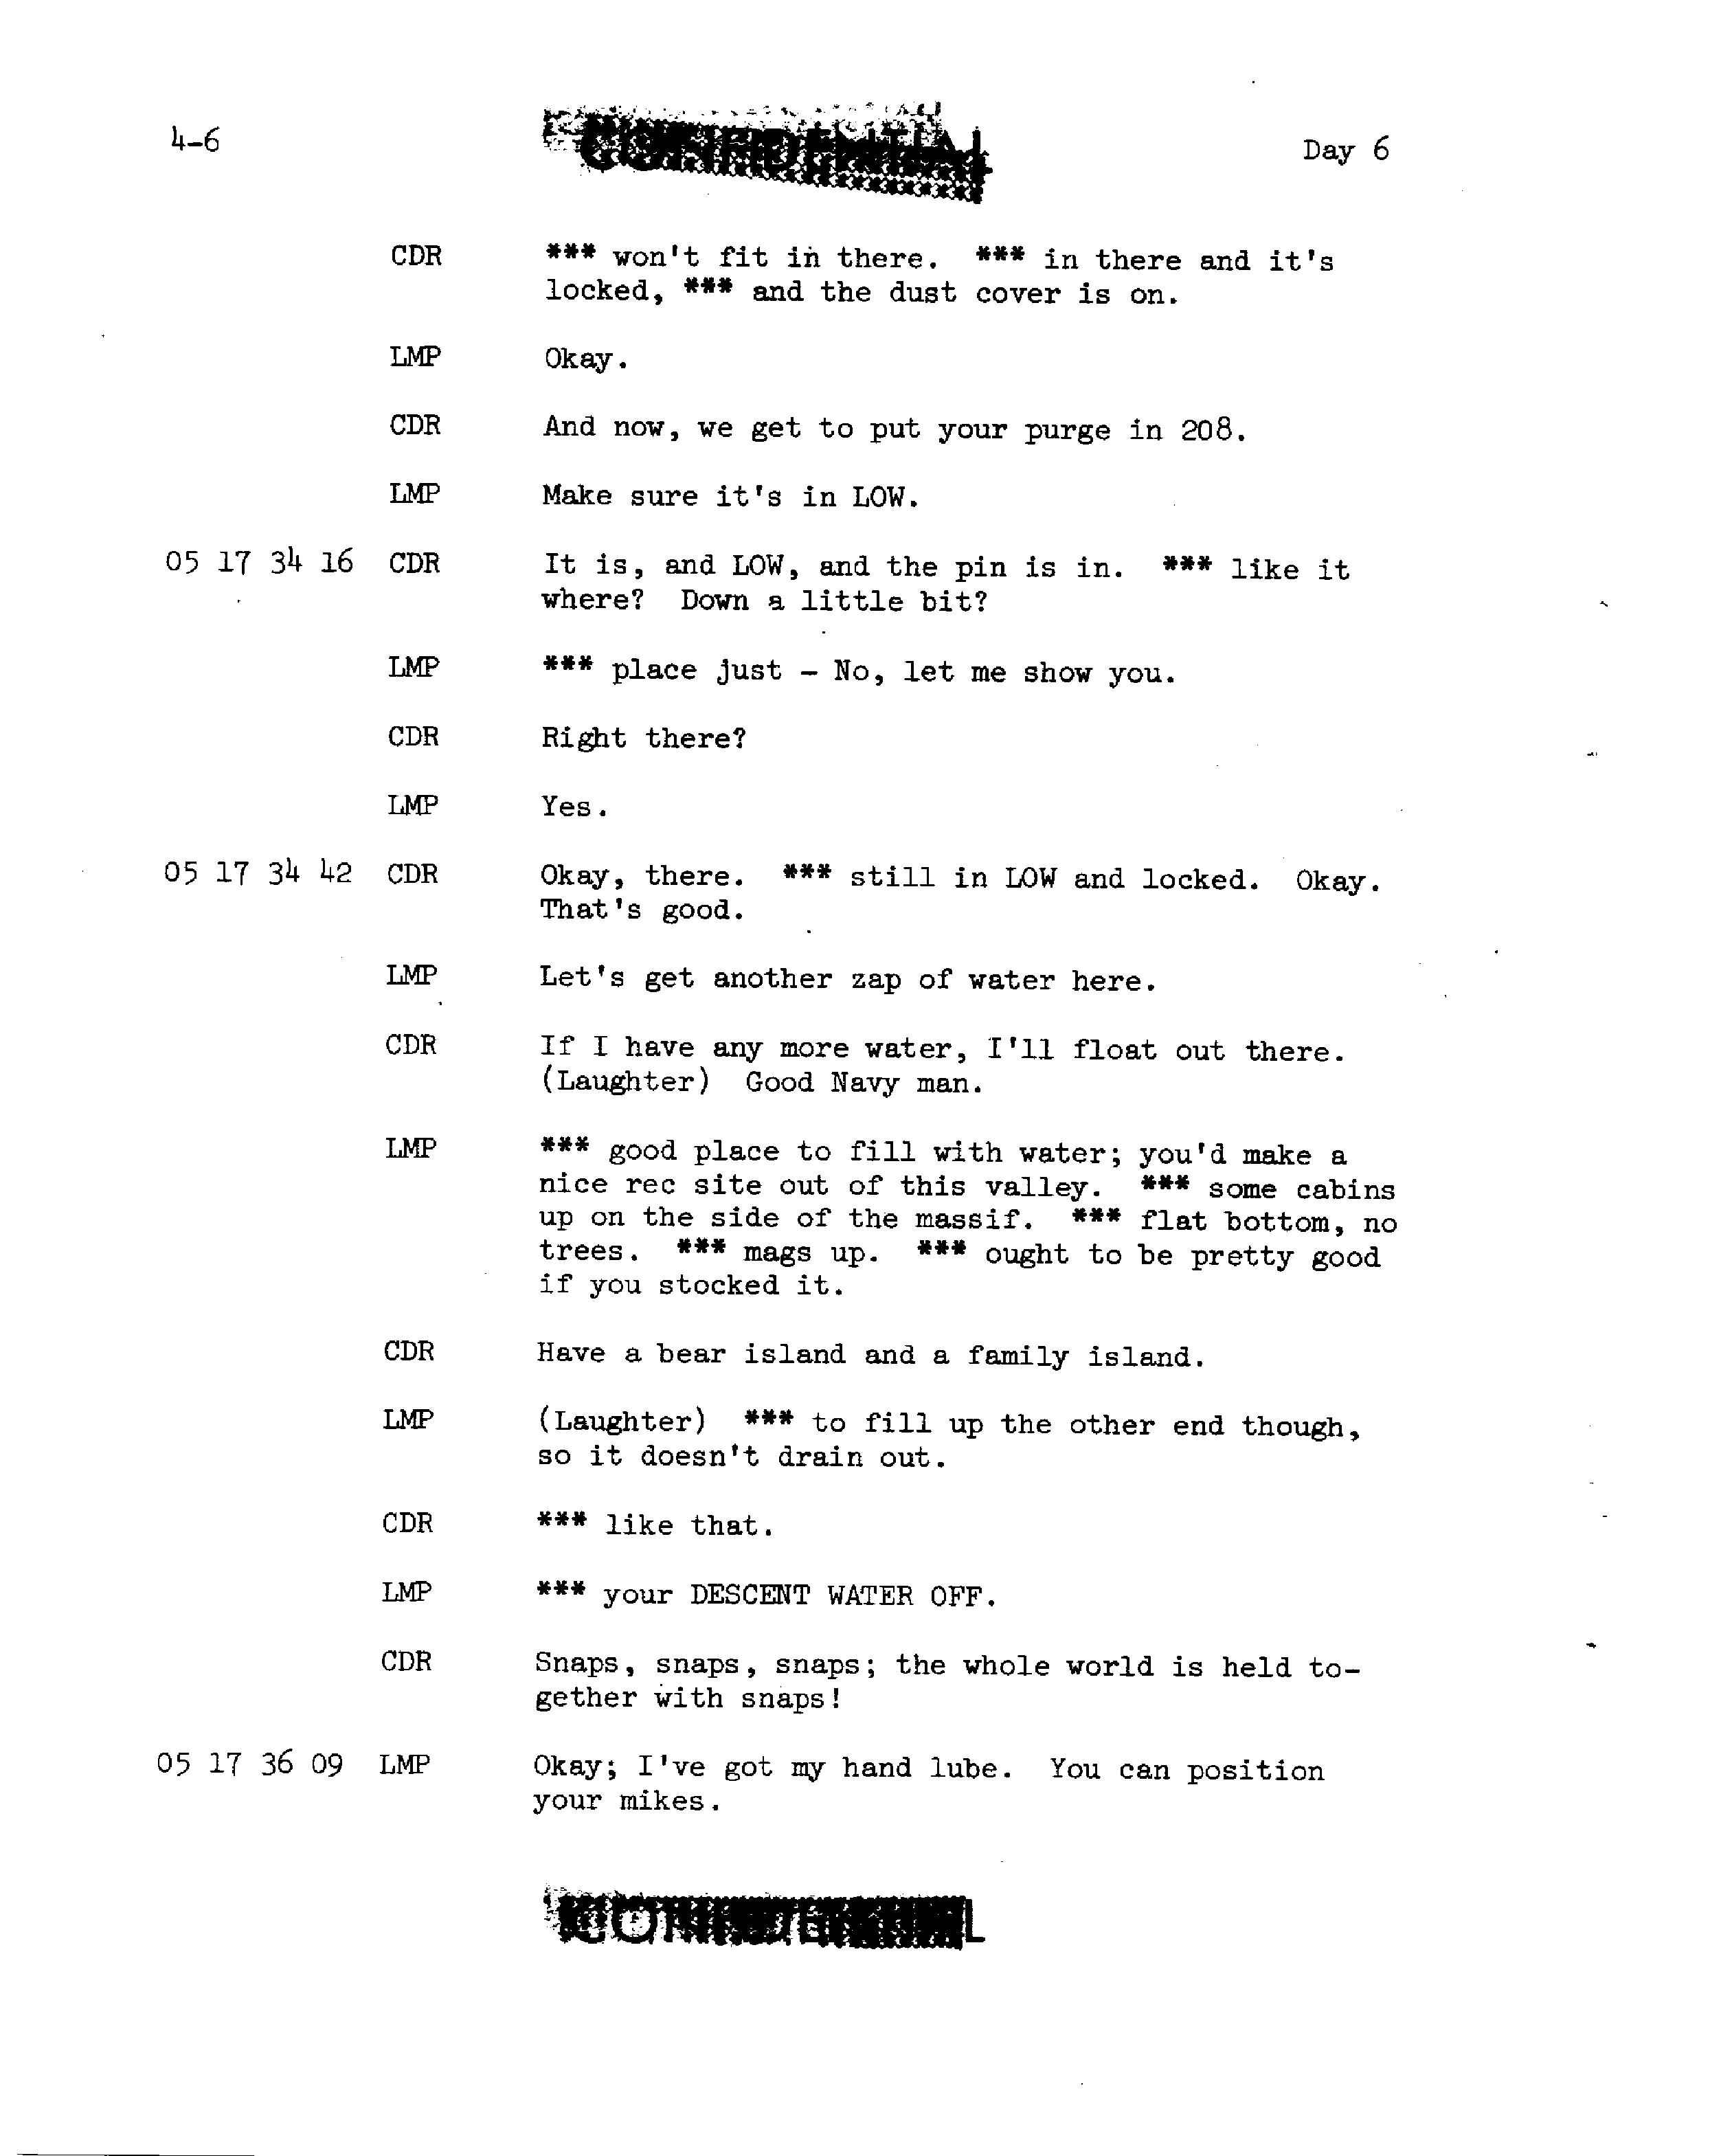 4-6
CONFIDENTIAL
Day 6
CDR *** won't fit in there. *** in there and it's
locked, *** and the dust cover is on.
LMP Okay.
CDR And now, we get to put your purge in 208.
LMP Make sure it's in LOW.
05 17 34 16 CDR It is, and LOW, and the pin is in. *** like it
where? Down a little bit?
LMP *** place just - No, let me show you.
CDR Right there?
LMP Yes.
05 17 34 42 CDR Okay, there. *** still in LOW and locked. Okay.
That's good.
LMP Let's get another zap of water here.
CDR If I have any more water, I'll float out there.
(Laughter) Good Navy man.
LMP *** good place to fill with water; you'd make a
nice rec site out of this valley. *** some cabins
up on the side of the massif. *** flat bottom, no
trees. *** mags up. *** ought to be pretty good
if you stocked it.
CDR Have a bear island and a family island.
LMP (Laughter) *** to fill up the other end though,
so it doesn't drain out.
CDR *** like that.
LMP *** your DESCENT WATER OFF.
CDR Snaps, snaps, snaps; the whole world is held to-
gether with snaps!
05 17 36 09 LMP Okay; I've got my hand lube. You can position
your mikes.
CONFIDENTIAL